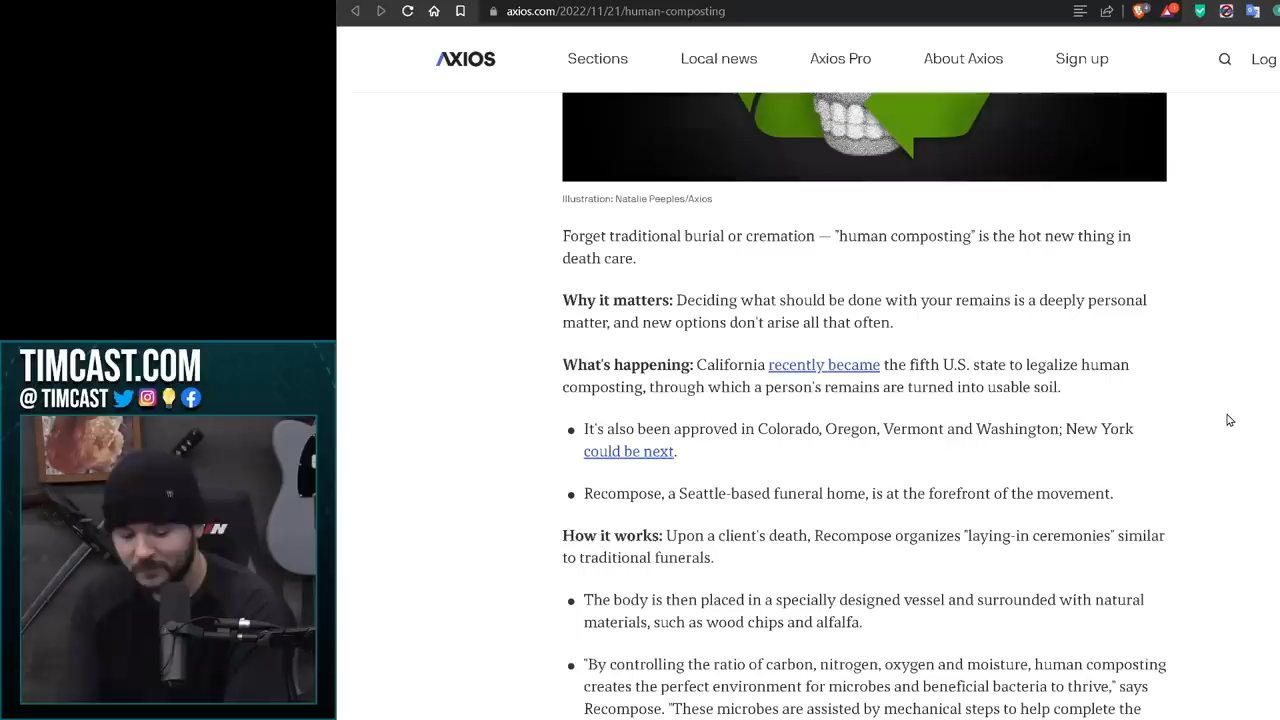 axios.com/2022/11/21/human-composting
AXIOS
Sections
Local news
Axios Pro
About Axios
Sign up
Log
Illustration: Natalie Peeples/Axios
Forget traditional burial or cremation — "human composting" is the hot new thing in
death care.
Why it matters: Deciding what should be done with your remains is a deeply personal
matter, and new options don't arise all that often.
What's happening: California recently became the fifth U.S. state to legalize human
composting, through which a person's remains are turned into usable soil.
It's also been approved in Colorado, Oregon, Vermont and Washington; New York
could be next.
Recompose, a Seattle-based funeral home, is at the forefront of the movement.
How it works: Upon a client's death, Recompose organizes "laying-in ceremonies" similar
to traditional funerals.
The body is then placed in a specially designed vessel and surrounded with natural
materials, such as wood chips and alfalfa.
"By controlling the ratio of carbon, nitrogen, oxygen and moisture, human composting
creates the perfect environment for microbes and beneficial bacteria to thrive," says
Recompose. "These microbes are assisted by mechanical steps to help complete the
TIMCAST.COM
@ TIMCAST